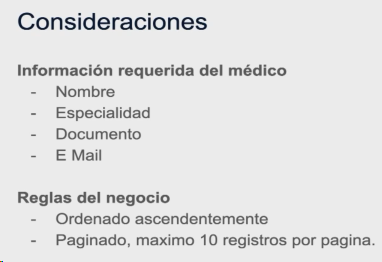 Consideraciones
Información requerida del médico
- Nombre
- Especialidad
- Documento
- E Mail
Reglas del negocio
- Ordenado ascendentemente
- Paginado, maximo 10 registros por pagina.